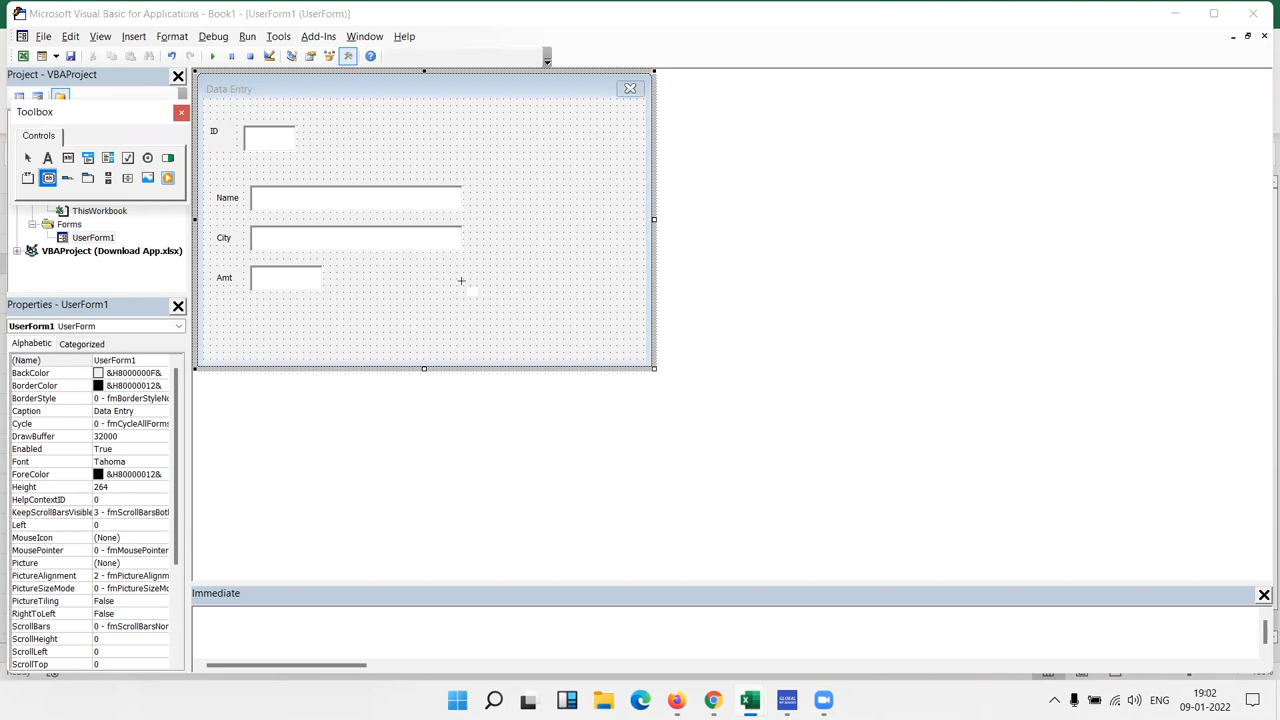 Microsoft Visual Basic for Applications - Book1 - [UserForm1 (UserForm)]
File Edit View Insert Format Debug Run Tools Add-Ins Window Help
Project - VBAProject
Toolbox
Controls
ThisWorkbook
Forms
UserForm1
VBAProject (Download App.xlsx)
Properties - UserForm1
UserForm1 UserForm
Alphabetic Categorized
(Name) UserForm1
BackColor &H8000000F&
BorderColor &H80000012&
BorderStyle 0 - fmBorderStyleNo
Caption Data Entry
Cycle 0 - fmCycleAllForms
DrawBuffer 32000
Enabled True
Font Tahoma
ForeColor &H80000012&
Height 264
HelpContextID 0
KeepScrollBarsVisible 3 - fmScrollBarsBoth
Left 0
MouseIcon (None)
MousePointer 0 - fmMousePointer
Picture (None)
PictureAlignment 2 - fmPictureAlignm
PictureSizeMode 0 - fmPictureSizeMo
PictureTiling False
RightToLeft False
ScrollBars 0 - fmScrollBarsNon
ScrollHeight 0
ScrollLeft 0
ScrollTop 0
Data Entry
ID
Name
City
Amt
Immediate
ENG
19:02
09-01-2022